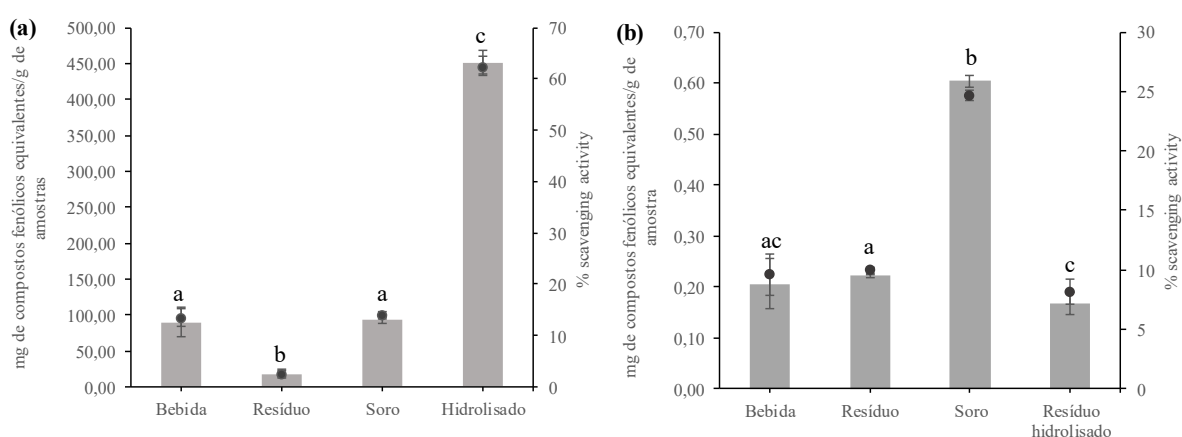 (a)
mg de compostos fenólicos equivalentes/g de
amostras
500,00
450,00
400,00
350,00
300,00
250,00
200,00
150,00
100,00
50,00
0,00
a
b
a
c
70
60
50
40
30
20
10
0
% scavenging activity
Bebida
Resíduo
Soro
Hidrolisado
(b)
mg de compostos fenólicos equivalentes/g de
amostra
0,70
0,60
0,50
0,40
0,30
0,20
0,10
0,00
ac
a
b
c
30
25
20
15
10
5
0
% scavenging activity
Bebida
Resíduo
Soro
Resíduo
hidrolisado